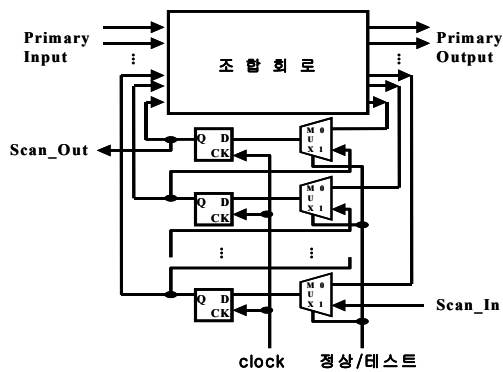 Primary
Input
조 합 회 로
Primary
Output
Scan_Out
Q D
CK
M 0
U
X 1
Q D
CK
M 0
U
X 1
Q D
CK
M 0
U
X 1
Scan_In
clock
정상/테스트